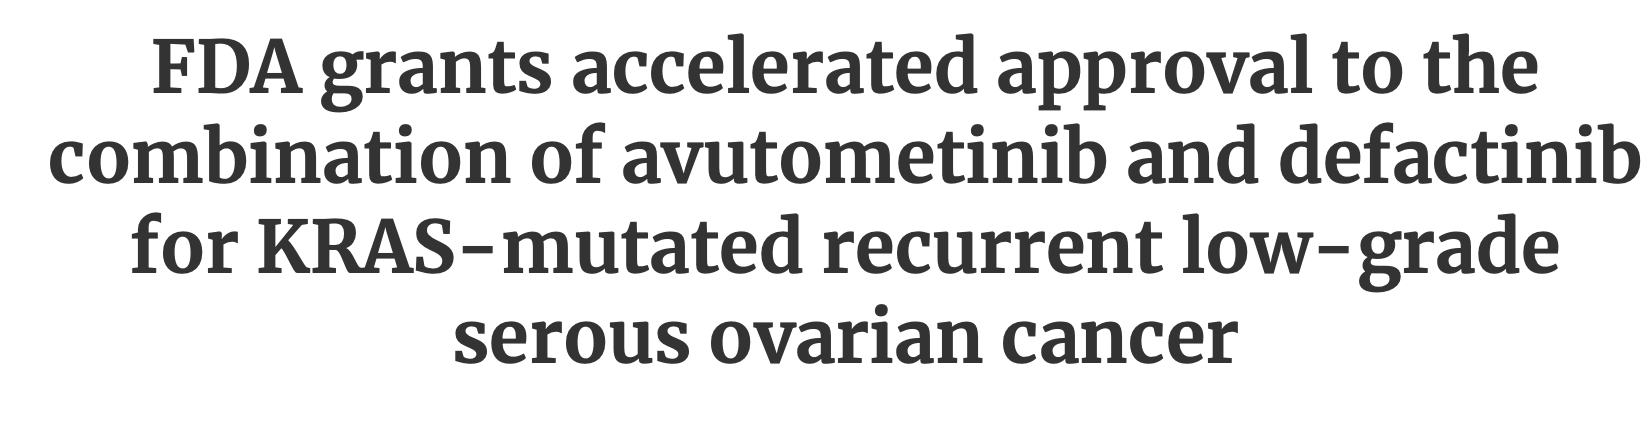 FDA grants accelerated approval to the
combination of avutometinib and defactinib
for KRAS-mutated recurrent low-grade
serous ovarian cancer